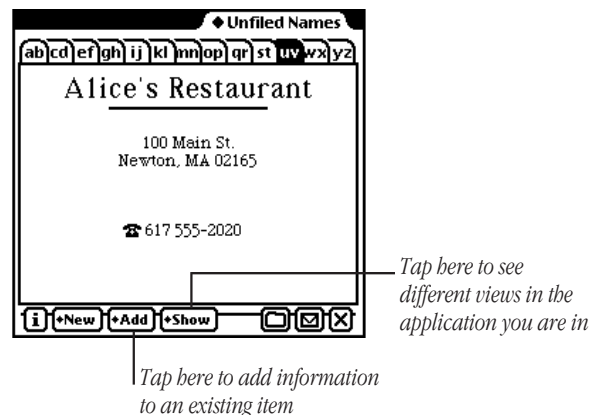 ◆ Unfiled Names
ab cd ef gh ij kl mn op qr st uv wx yz
Alice's Restaurant
100 Main St.
Newton, MA 02165
☎ 617 555-2020
i ◆New ◆Add ◆Show X
Tap here to see
different views in the
application you are in
Tap here to add information
to an existing item